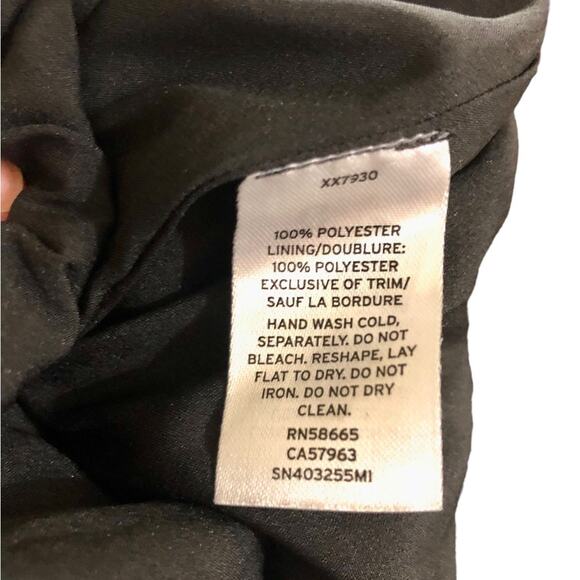 XX7930
100% POLYESTER
LINING/DOUBLURE:
100% POLYESTER
EXCLUSIVE OF TRIM/
SAUF LA BORDURE
HAND WASH COLD,
SEPARATELY. DO NOT
BLEACH. RESHAPE, LAY
FLAT TO DRY. DO NOT
IRON. DO NOT DRY
CLEAN.
RN58665
CA57963
SN403255M1